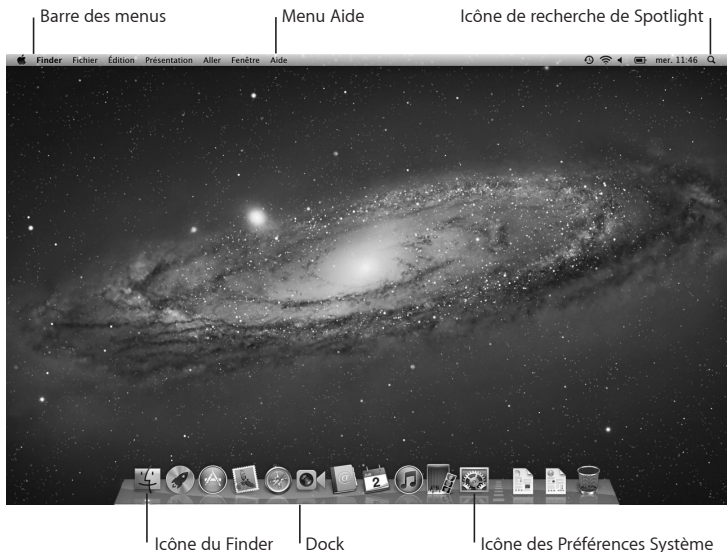 Barre des menus
Menu Aide
Icône de recherche de Spotlight
Finder Fichier Édition Présentation Aller Fenêtre Aide
mer. 11:46
2
Icône du Finder
Dock
Icône des Préférences Système